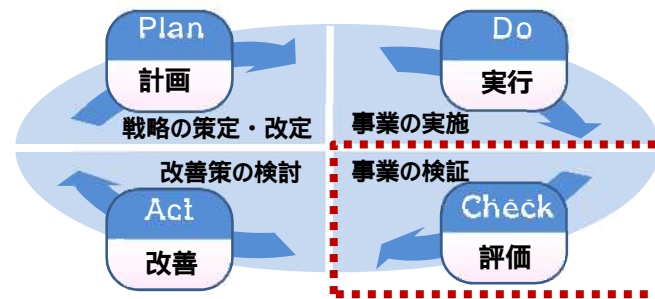 Plan
計画
戦略の策定・改定
Do
実行
事業の実施
改善策の検討
Act
改善
事業の検証
Check
評価